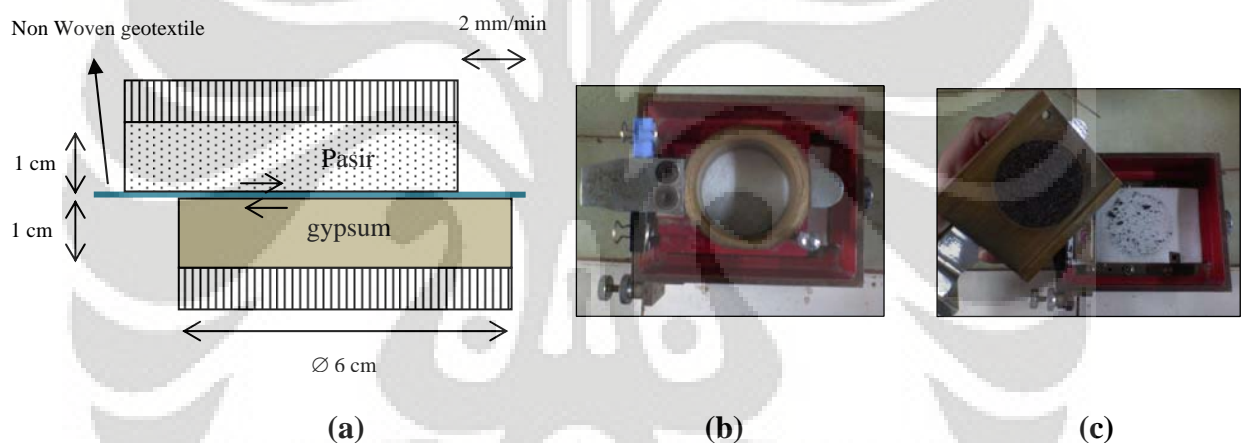 Non Woven geotextile
2 mm/min
1 cm
Pasir
1 cm
gypsum
∅ 6 cm
(a)
(b)
(c)